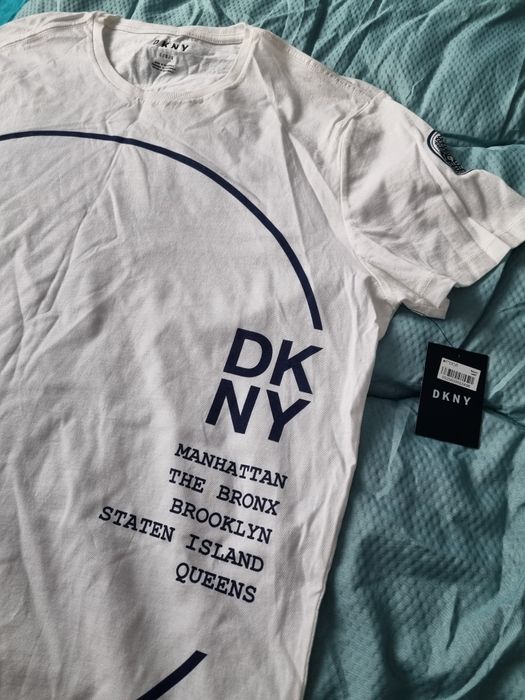 DKNY
DK
NY
MANHATTAN
THE BRONX
BROOKLYN
STATEN ISLAND
QUEENS
DKNY